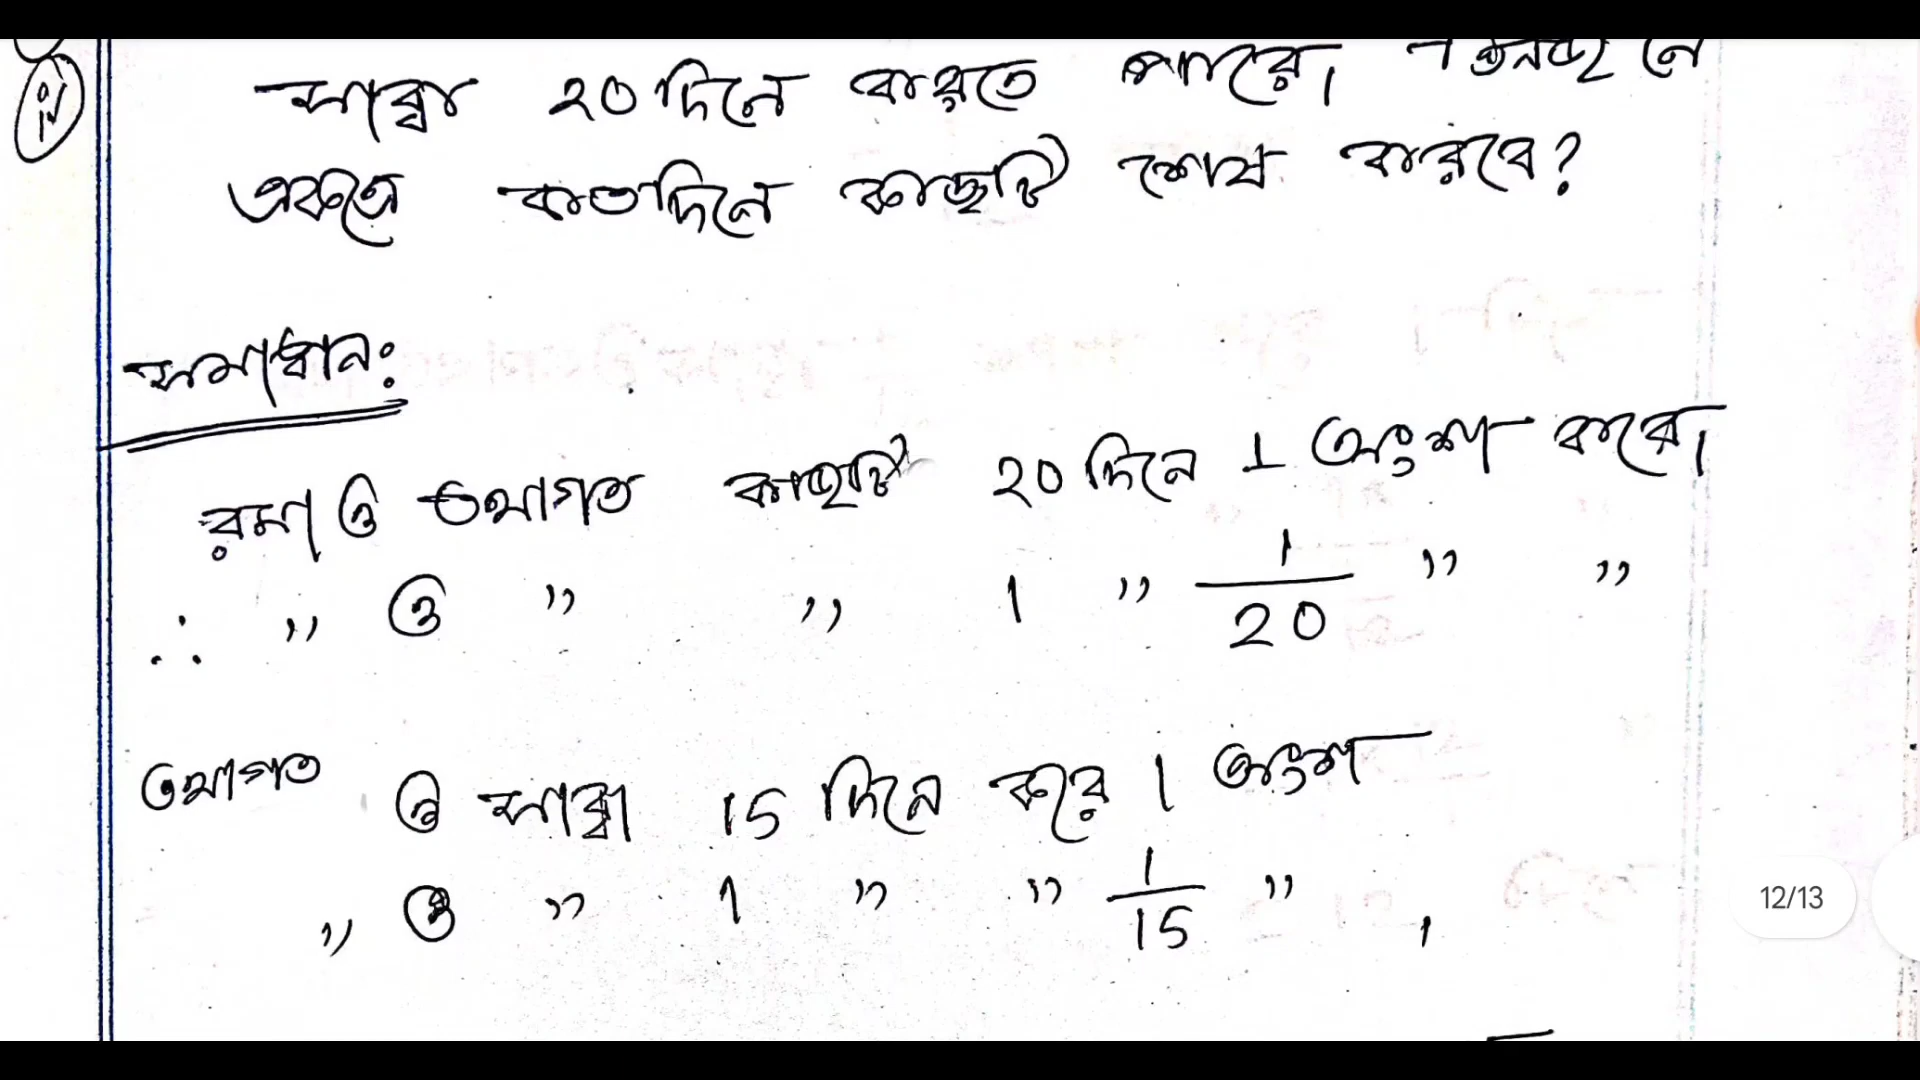 সাব্বা 20 দিনে করতে পারে। তিনজনে
একত্রে কতদিনে কাজটি শেষ করবে?
সমাধান:
রমা ও তথাগত কাজটি 20 দিনে 1 অংশ করে।
∴ " ও " " 1 " 1/20 " "
তথাগত ও সাব্বা 15 দিনে করে 1 অংশ
" ও " 1 " " 1/15 " ,
12/13